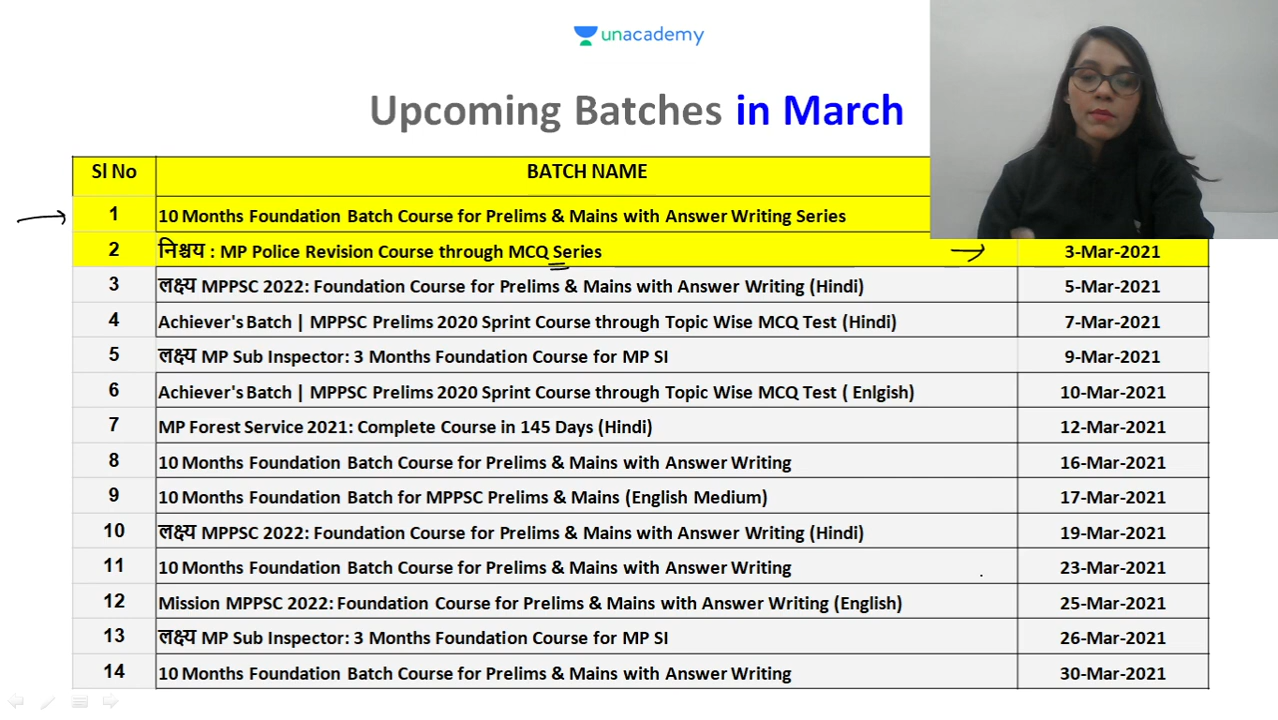 unacademy
Upcoming Batches in March
Sl No BATCH NAME
1 10 Months Foundation Batch Course for Prelims & Mains with Answer Writing Series
2 निश्चय : MP Police Revision Course through MCQ Series 3-Mar-2021
3 लक्ष्य MPPSC 2022: Foundation Course for Prelims & Mains with Answer Writing (Hindi) 5-Mar-2021
4 Achiever's Batch | MPPSC Prelims 2020 Sprint Course through Topic Wise MCQ Test (Hindi) 7-Mar-2021
5 लक्ष्य MP Sub Inspector: 3 Months Foundation Course for MP SI 9-Mar-2021
6 Achiever's Batch | MPPSC Prelims 2020 Sprint Course through Topic Wise MCQ Test ( Enlgish) 10-Mar-2021
7 MP Forest Service 2021: Complete Course in 145 Days (Hindi) 12-Mar-2021
8 10 Months Foundation Batch Course for Prelims & Mains with Answer Writing 16-Mar-2021
9 10 Months Foundation Batch for MPPSC Prelims & Mains (English Medium) 17-Mar-2021
10 लक्ष्य MPPSC 2022: Foundation Course for Prelims & Mains with Answer Writing (Hindi) 19-Mar-2021
11 10 Months Foundation Batch Course for Prelims & Mains with Answer Writing 23-Mar-2021
12 Mission MPPSC 2022: Foundation Course for Prelims & Mains with Answer Writing (English) 25-Mar-2021
13 लक्ष्य MP Sub Inspector: 3 Months Foundation Course for MP SI 26-Mar-2021
14 10 Months Foundation Batch Course for Prelims & Mains with Answer Writing 30-Mar-2021